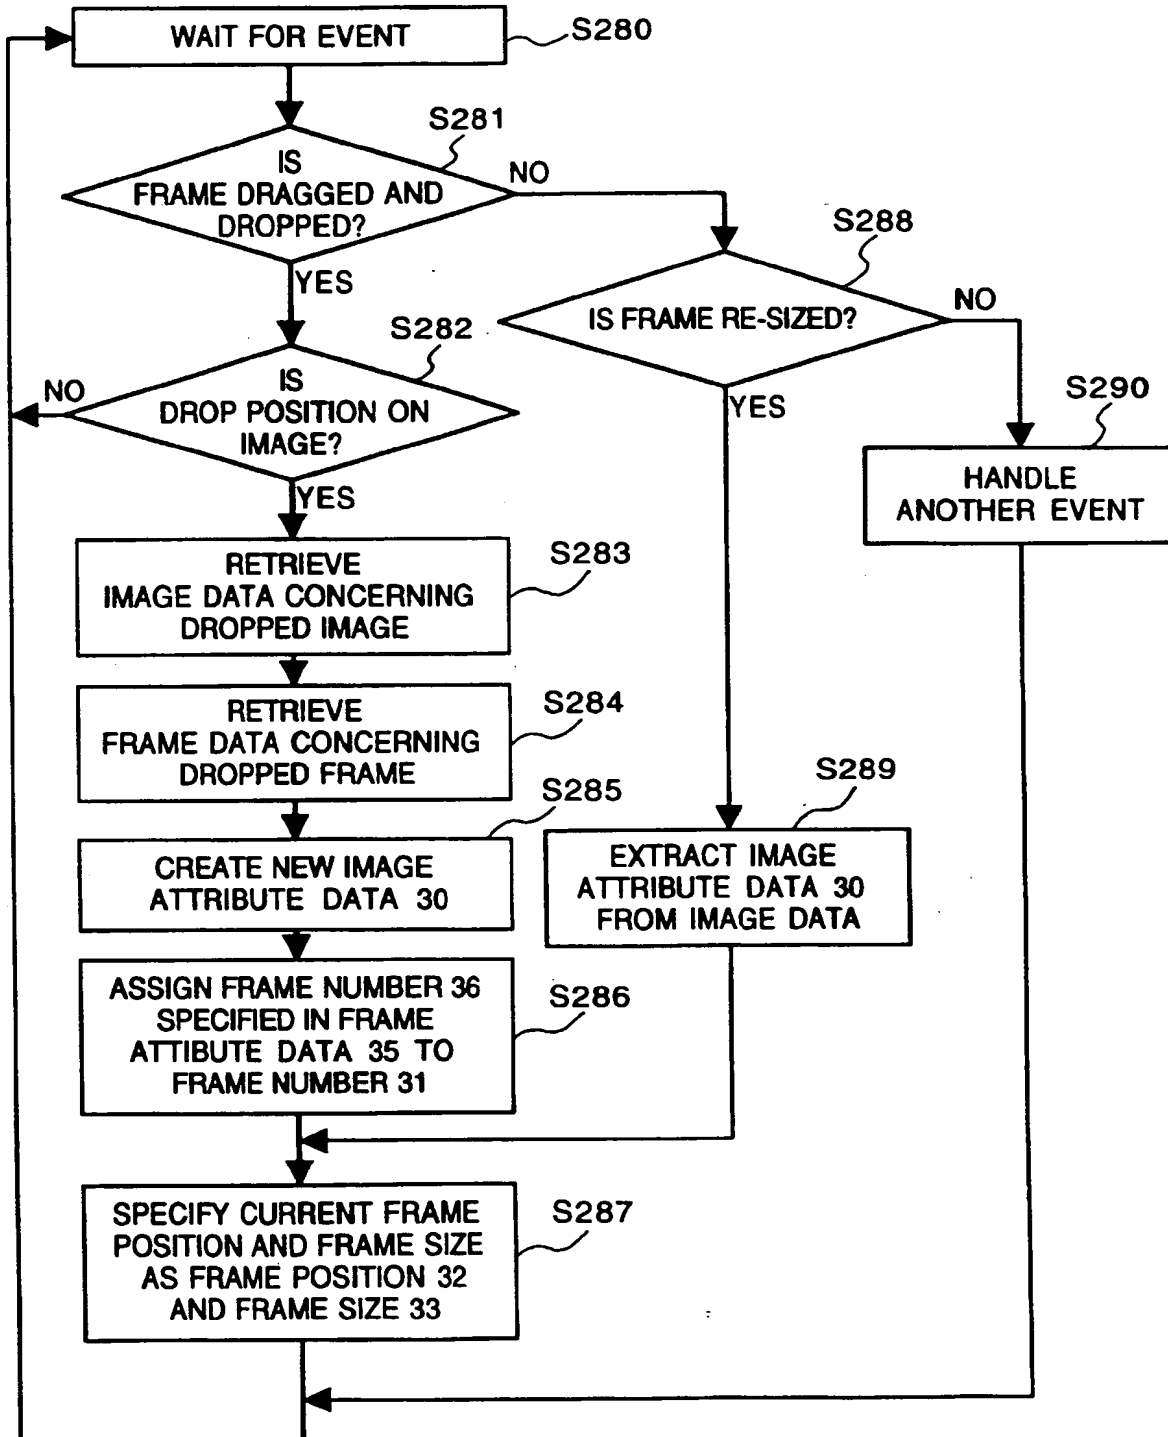 WAIT FOR EVENT
S280
S281
IS
FRAME DRAGGED AND
DROPPED?
NO
YES
S288
IS FRAME RE-SIZED?
NO
YES
S282
IS
DROP POSITION ON
IMAGE?
NO
YES
S290
HANDLE
ANOTHER EVENT
S283
RETRIEVE
IMAGE DATA CONCERNING
DROPPED IMAGE
S284
RETRIEVE
FRAME DATA CONCERNING
DROPPED FRAME
S285
CREATE NEW IMAGE
ATTRIBUTE DATA 30
S289
EXTRACT IMAGE
ATTRIBUTE DATA 30
FROM IMAGE DATA
S286
ASSIGN FRAME NUMBER 36
SPECIFIED IN FRAME
ATTIBUTE DATA 35 TO
FRAME NUMBER 31
S287
SPECIFY CURRENT FRAME
POSITION AND FRAME SIZE
AS FRAME POSITION 32
AND FRAME SIZE 33